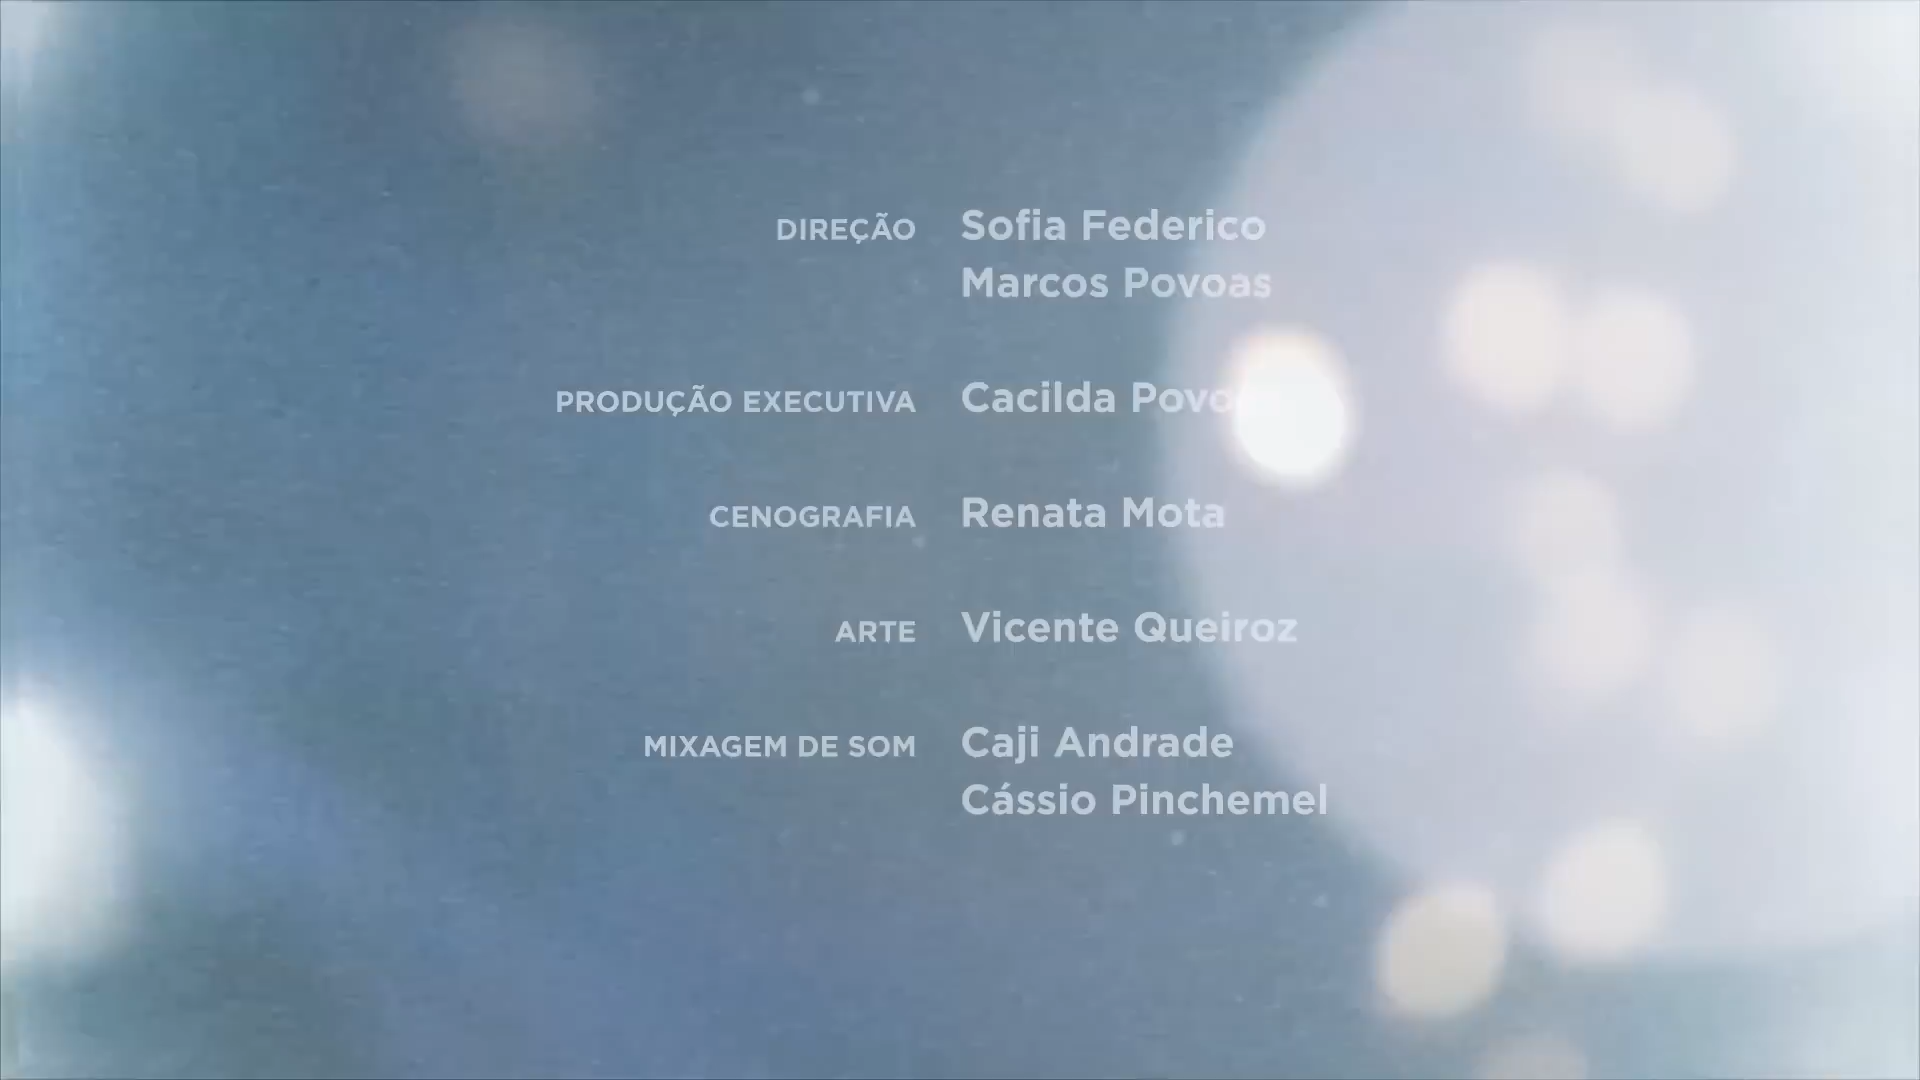 DIREÇÃO Sofia Federico
Marcos Povoas
PRODUÇÃO EXECUTIVA Cacilda
CENOGRAFIA Renata Mota
ARTE Vicente Queiroz
MIXAGEM DE SOM Caji Andrade
Cássio Pinchemel